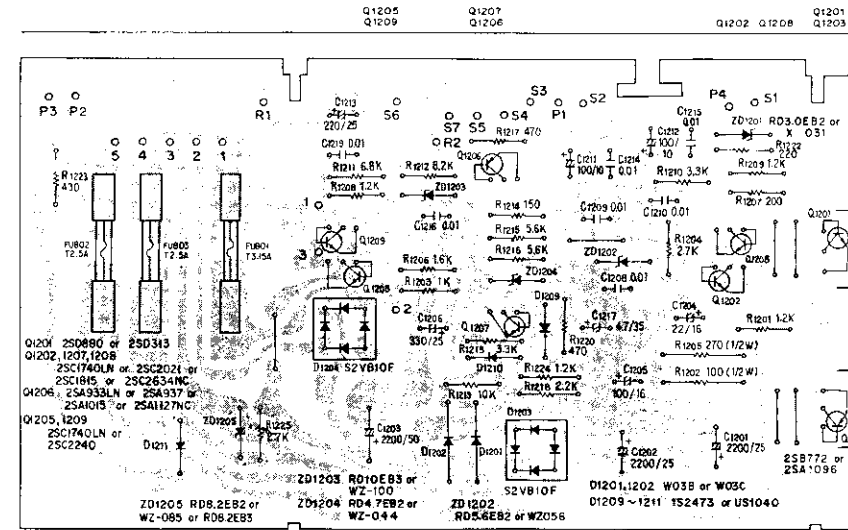 Q1205
Q1209
Q1207
Q1206
Q1202 Q1208
Q1201
Q1203
P3 P2
R1
C1213
220/25
S6
S7 S5 S4
S3
P1
S2
P4
S1
5 4 3 2 1
R1223
430
C1219 0.01
R1211 6.8K
R1208 1.2K
R1212 8.2K
ZD1203
C1216 0.01
R2
R1217 470
Q1206
C1211
100/10
C1214
0.01
C1212
100/
10
C1215
0.01
ZD1201
RD3.0EB2 or
X 031
R1222
220
R1210 3.3K
R1209 1.2K
R1207 200
C1210 0.01
R1214 150
R1215 5.6K
R1216 5.6K
ZD1204
C1209 0.01
ZD1202
C1208 0.01
R1204
2.7K
Q1208
Q1202
Q1201
1
3
Q1209
Q1205
R1206 1.6K
R1203 1K
2
FU802
T2.5A
FU803
T2.5A
FU801
T3.15A
D1204 S2VB10F
C1206
330/25
Q1207
R1213 3.3K
D1210
D1209
R1220
470
C1217
47/35
C1204
22/16
R1201 1.2K
R1205 270 (1/2W)
R1202 100 (1/2W)
C1205
100/16
R1224 1.2K
R1218 2.2K
R1219 10K
Q1201 2SD880 or 2SD313
Q1202,1207,1208
2SC1740LN or 2SC2021 or
2SC1815 or 2SC2634NC
Q1206 2SA933LN or 2SA937 or
2SA1015 or 2SA1127NC
Q1205,1209
2SC1740LN or
2SC2240
D1211
ZD1205
R1225
2.7K
C1203
2200/50
D1202
D1201
D1203
S2VB10F
C1202
2200/25
C1201
2200/25
2SB772 or
2SA1096
ZD1203 RD10EB3 or
WZ-100
ZD1204 RD4.7EB2 or
WZ-044
ZD1205 RD8.2EB2 or
WZ-085 or RD8.2EB3
ZD1202
RD5.6EB2 or WZ056
D1201,1202 W03B or W03C
D1209~1211 1S2473 or US1040